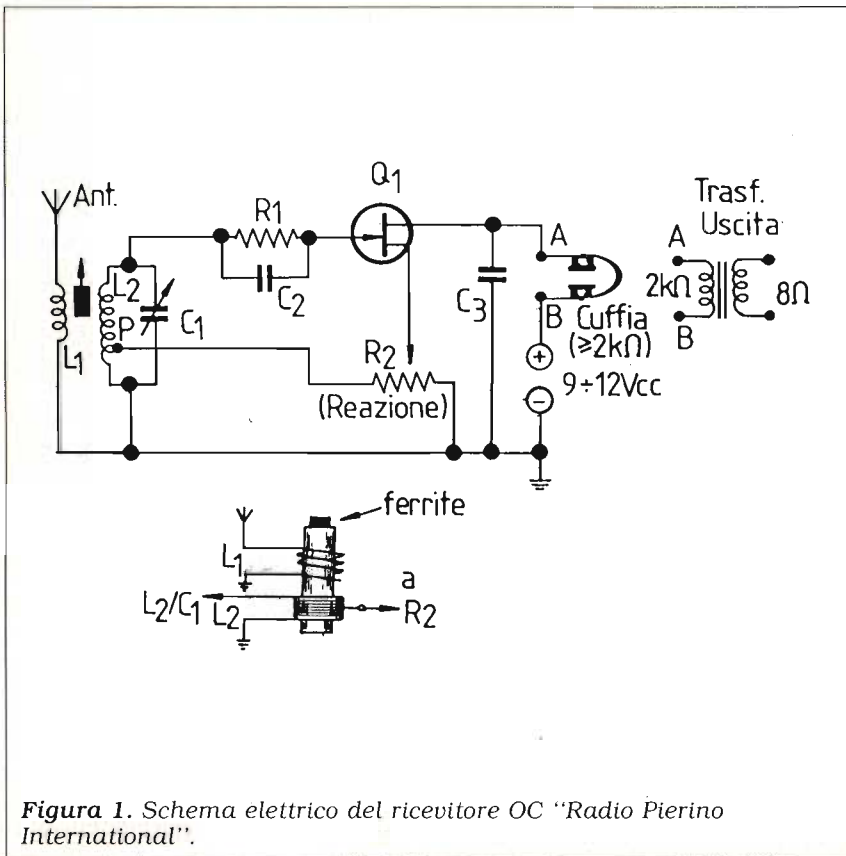 Ant.
L1
L2
P
C1
R1
C2
Q1
R2
(Reazione)
C3
A
B
Cuffia
(≥2kΩ)
+
9÷12Vcc
−
Trasf.
Uscita
A
2kΩ
8Ω
B
ferrite
L1
a
L2/C1
L2
R2
Figura 1. Schema elettrico del ricevitore OC “Radio Pierino
International”.